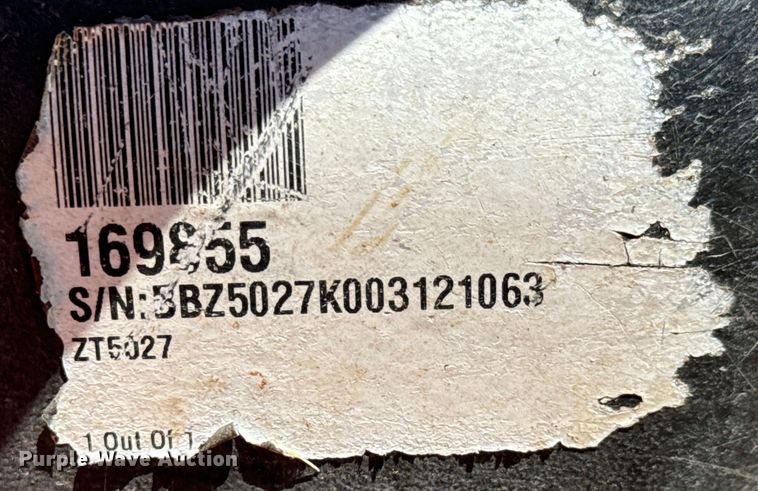 169855
S/N:BBZ5027K003121063
ZT5027
1 Out Of 1
Purple Wave Auction